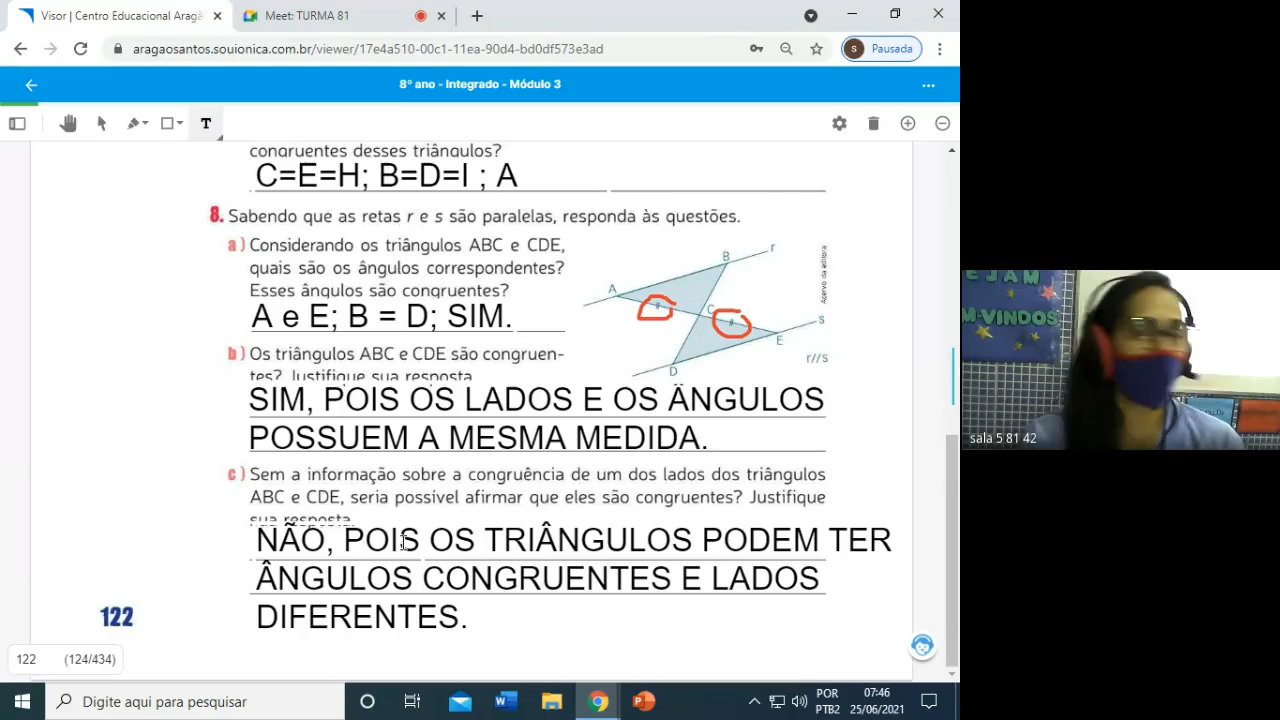 Visor | Centro Educacional Aragã
Meet: TURMA 81
aragaosantos.souionica.com.br/viewer/17e4a510-00c1-11ea-90d4-bd0df573e3ad
S Pausada
8º ano - Integrado - Módulo 3
T
congruentes desses triângulos?
C=E=H; B=D=I ; A
8. Sabendo que as retas r e s são paralelas, responda às questões.
a) Considerando os triângulos ABC e CDE,
quais são os ângulos correspondentes?
Esses ângulos são congruentes?
A e E; B = D; SIM.
b) Os triângulos ABC e CDE são congruen-
tes? Justifique sua resposta
SIM, POIS OS LADOS E OS ÂNGULOS
POSSUEM A MESMA MEDIDA.
A
B
r
C
s
E
D
r//s
Acervo da editora
c) Sem a informação sobre a congruência de um dos lados dos triângulos
ABC e CDE, seria possível afirmar que eles são congruentes? Justifique
sua resposta.
NÃO, POIS OS TRIÂNGULOS PODEM TER
ÂNGULOS CONGRUENTES E LADOS
DIFERENTES.
122
122 (124/434)
EJAM
M-VINDOS
sala 5 81 42
Digite aqui para pesquisar
POR
PTB2
07:46
25/06/2021